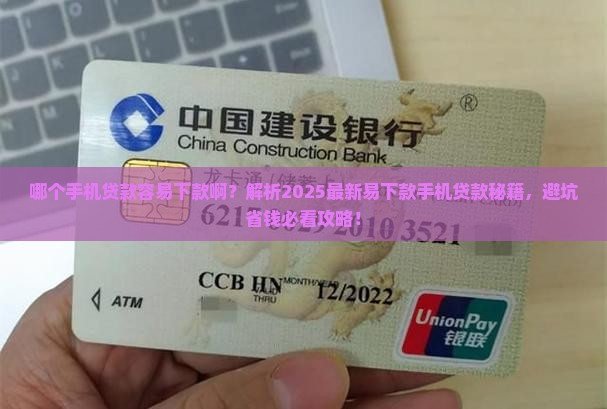 ®
中国建设银行
China Construction Bank
龙卡通
哪个手机贷款容易下款啊？解析2025最新易下款手机贷款秘籍，避坑
省钱必看攻略！
2010 3521
CCB HN
MONTH/YEAR
VALID
THRU
12/2022
ATM
UnionPay
银联